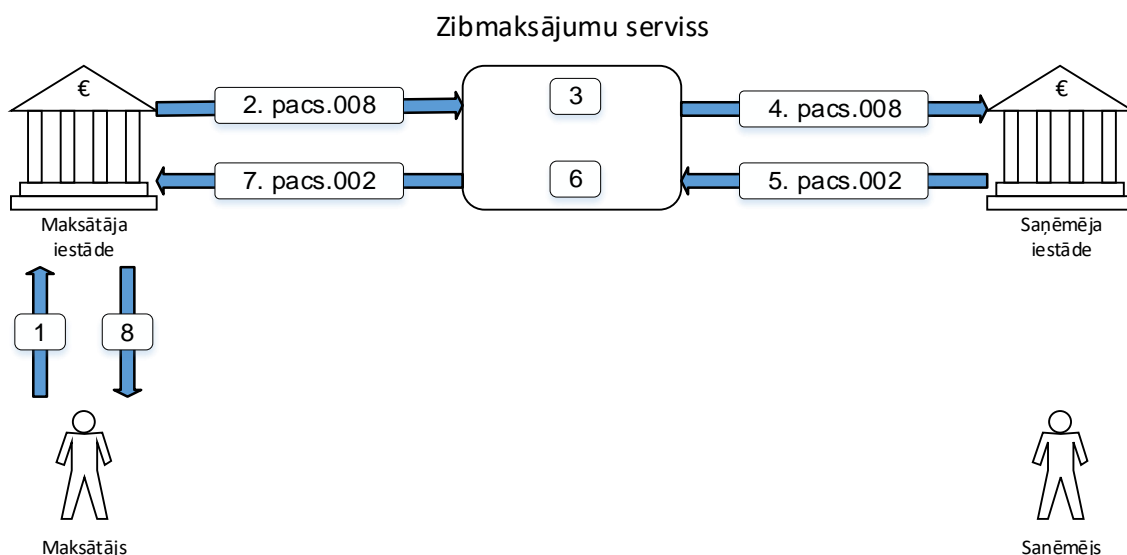 Zibmaksājumu serviss
€
€
2. pacs.008
3
4. pacs.008
7. pacs.002
6
5. pacs.002
Maksātāja
iestāde
Saņēmēja
iestāde
1
8
Maksātājs
Saņēmējs